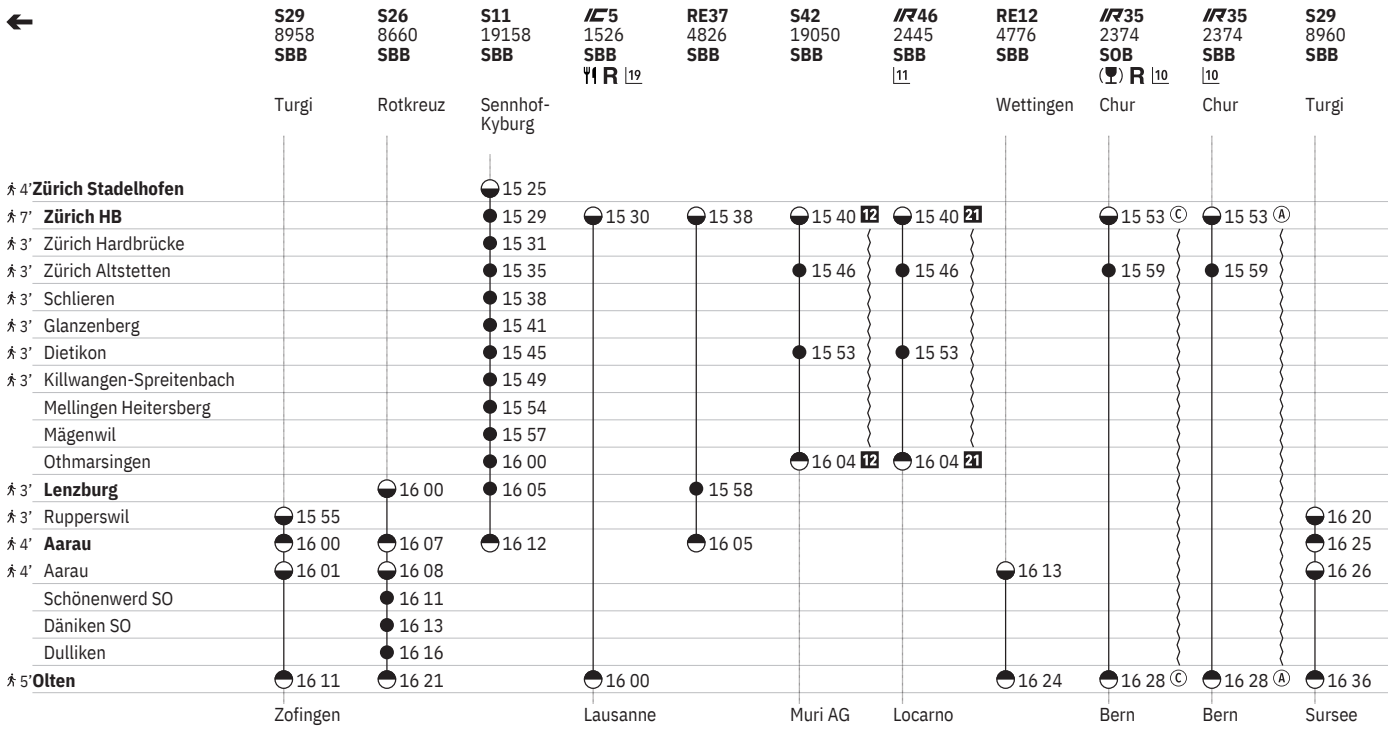 S29 S26 S11 IC5 RE37 S42 IR46 RE12 IR35 IR35 S29
8958 8660 19158 1526 4826 19050 2445 4776 2374 2374 8960
SBB SBB SBB SBB SBB SBB SBB SBB SOB SBB SBB
R 19 11 R 10 10
Turgi Rotkreuz Sennhof- Wettingen Chur Chur Turgi
Kyburg
4’ Zürich Stadelhofen 15 25
7’ Zürich HB 15 29 15 30 15 38 15 40 12 15 40 21 15 53 C 15 53 A
3’ Zürich Hardbrücke 15 31
3’ Zürich Altstetten 15 35 15 46 15 46 15 59 15 59
3’ Schlieren 15 38
3’ Glanzenberg 15 41
3’ Dietikon 15 45 15 53 15 53
3’ Killwangen-Spreitenbach 15 49
Mellingen Heitersberg 15 54
Mägenwil 15 57
Othmarsingen 16 00 16 04 12 16 04 21
3’ Lenzburg 16 00 16 05 15 58
3’ Rupperswil 15 55 16 20
4’ Aarau 16 00 16 07 16 12 16 05 16 25
4’ Aarau 16 01 16 08 16 13 16 26
Schönenwerd SO 16 11
Däniken SO 16 13
Dulliken 16 16
5’ Olten 16 11 16 21 16 00 16 24 16 28 C 16 28 A 16 36
Zofingen Lausanne Muri AG Locarno Bern Bern Sursee